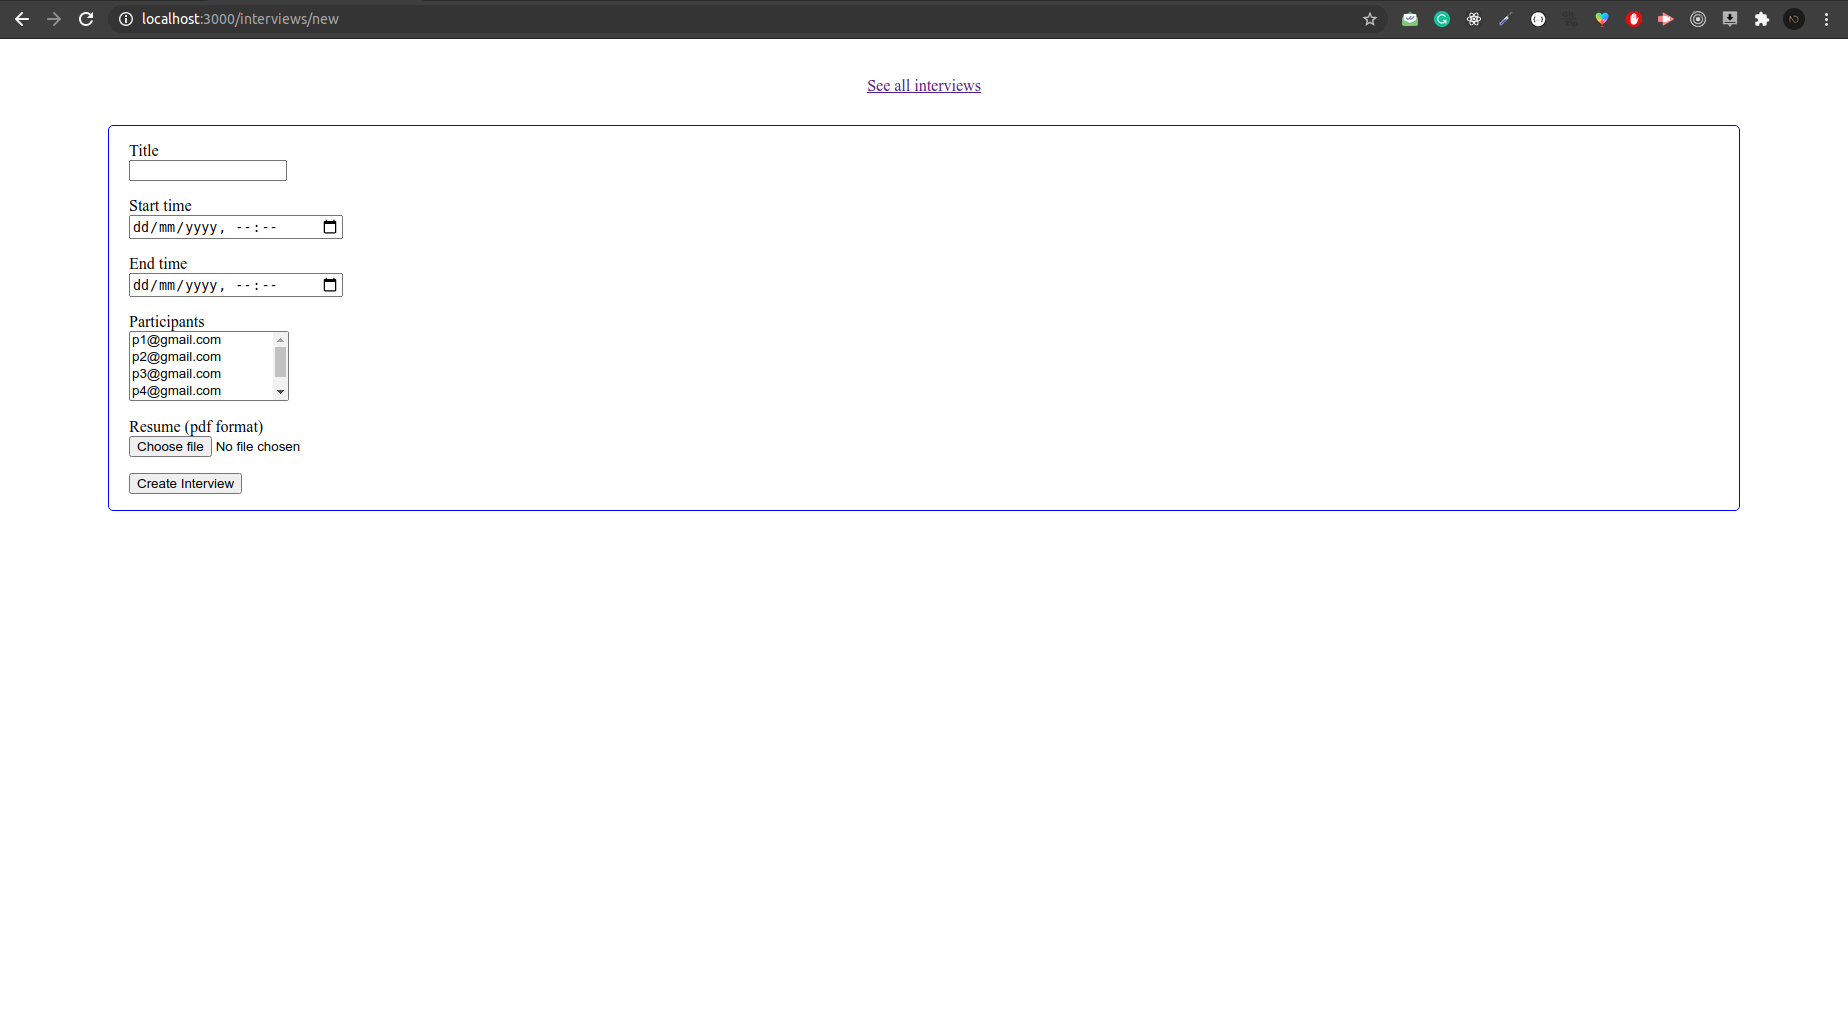 localhost:3000/interviews/new
See all interviews
Title
Start time
dd/mm/yyyy, --:--
End time
dd/mm/yyyy, --:--
Participants
p1@gmail.com
p2@gmail.com
p3@gmail.com
p4@gmail.com
Resume (pdf format)
Choose file No file chosen
Create Interview